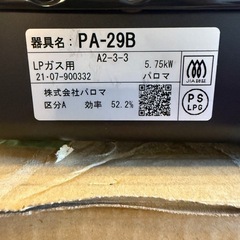 器具名：PA-29B
A2-3-3
LPガス用 5.75kW
21·07-900332 パロマ
株式会社パロマ
区分A 効率 52.2%
JIA
PS
LPG